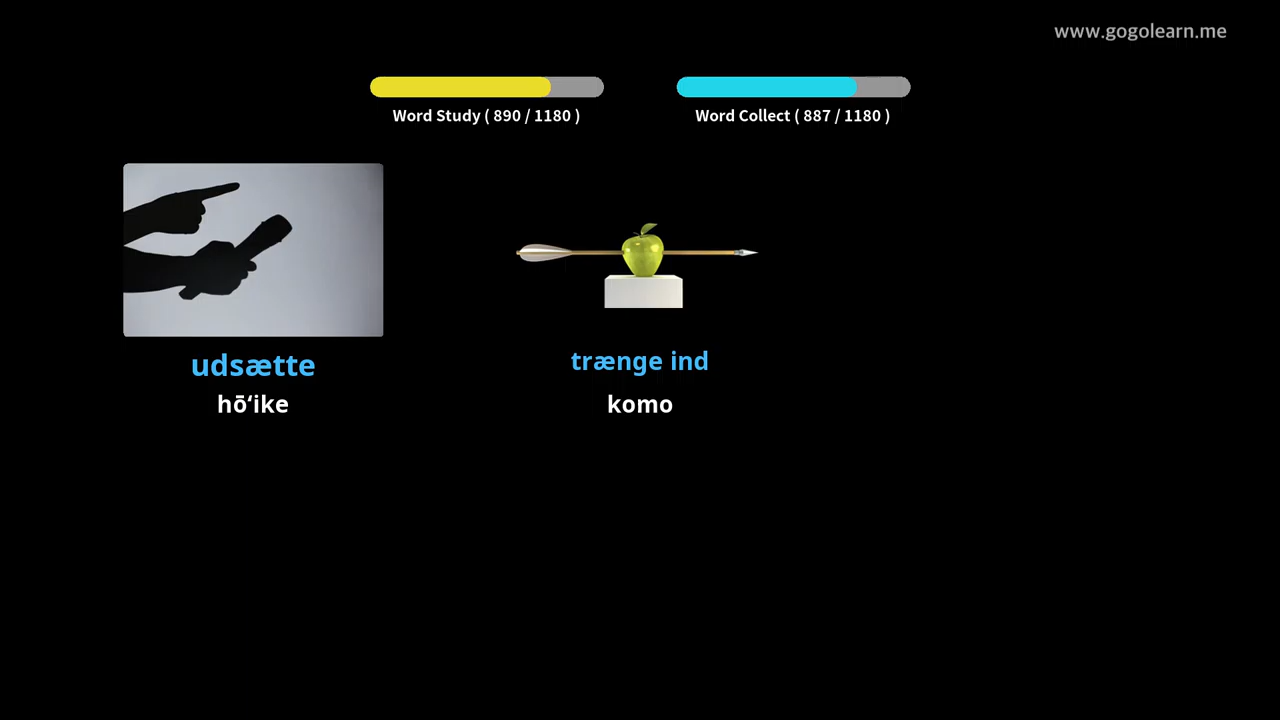 www.gogolearn.me
Word Study ( 890 / 1180 )
Word Collect ( 887 / 1180 )
udsætte
hōʻike
trænge ind
komo